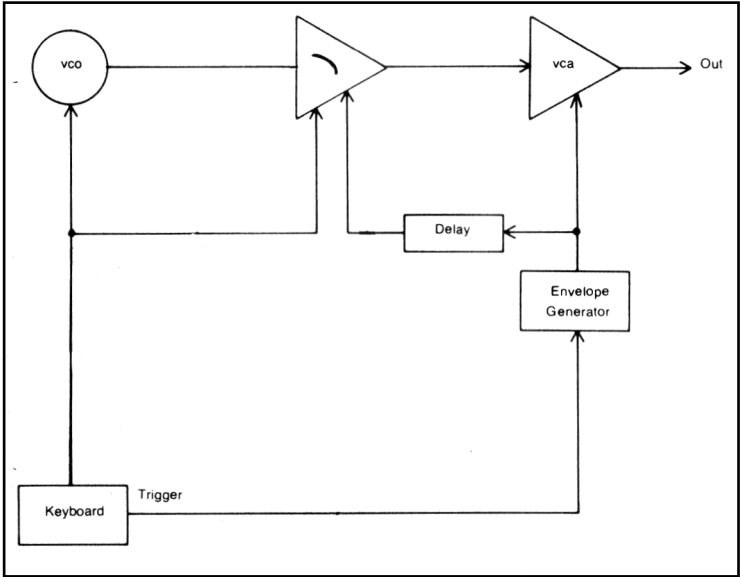 vco
vca
Out
Delay
Envelope
Generator
Trigger
Keyboard